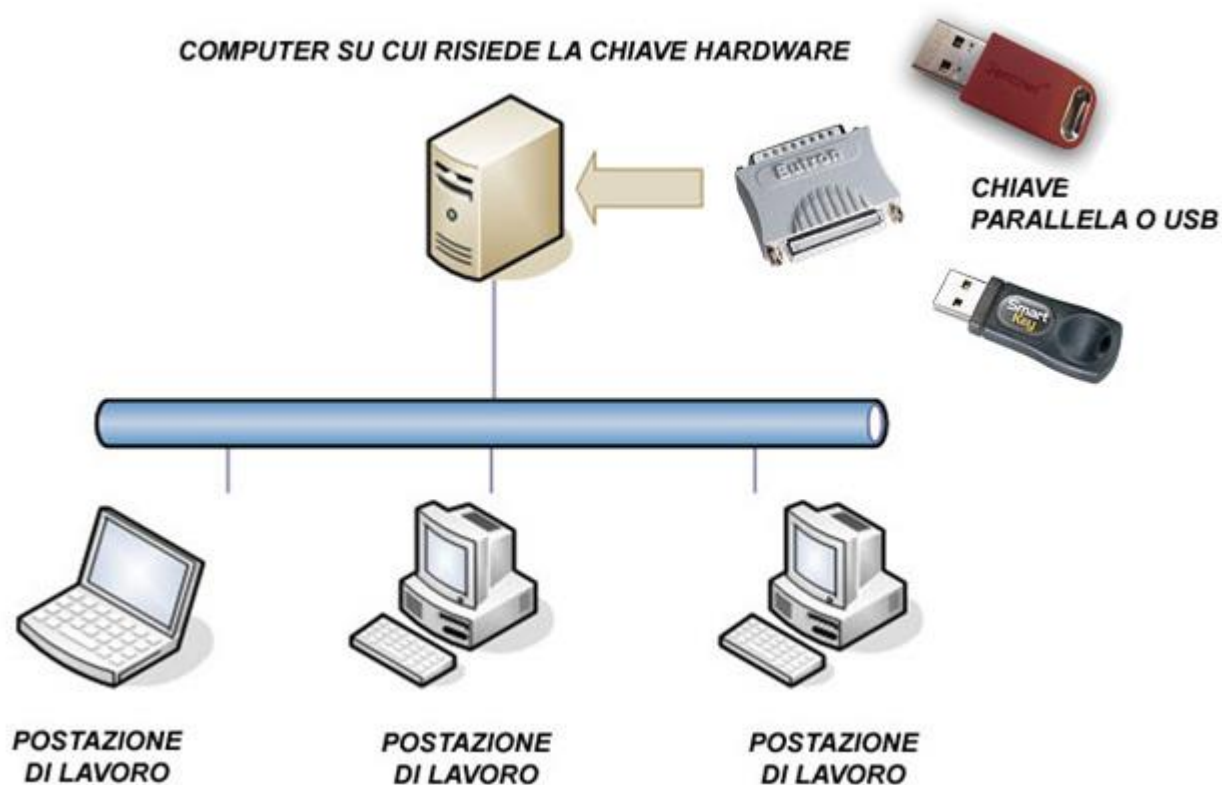 COMPUTER SU CUI RISIEDE LA CHIAVE HARDWARE
Eutron
CHIAVE
PARALLELA O USB
Smart
Key
POSTAZIONE
DI LAVORO
POSTAZIONE
DI LAVORO
POSTAZIONE
DI LAVORO